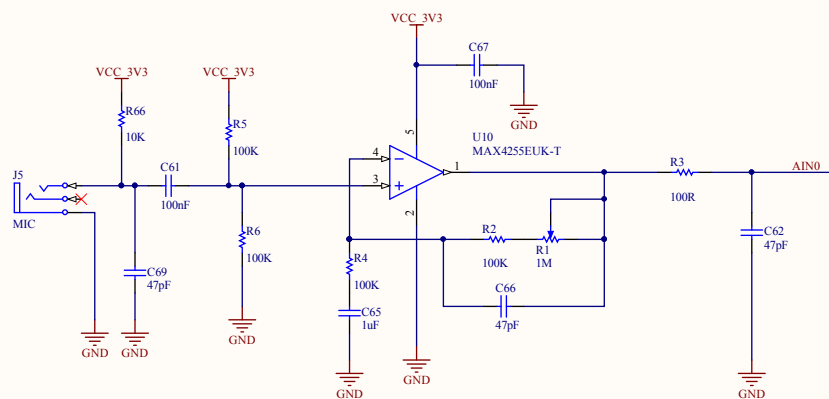 VCC_3V3
C67
100nF
GND
VCC_3V3
VCC_3V3
R66
10K
R5
100K
5
U10
MAX4255EUK-T
J5
MIC
C61
100nF
4
3
1
2
R3
100R
AIN0
R6
100K
C69
47pF
R4
100K
R2
100K
R1
1M
C62
47pF
C65
1uF
C66
47pF
GND
GND
GND
GND
GND
GND